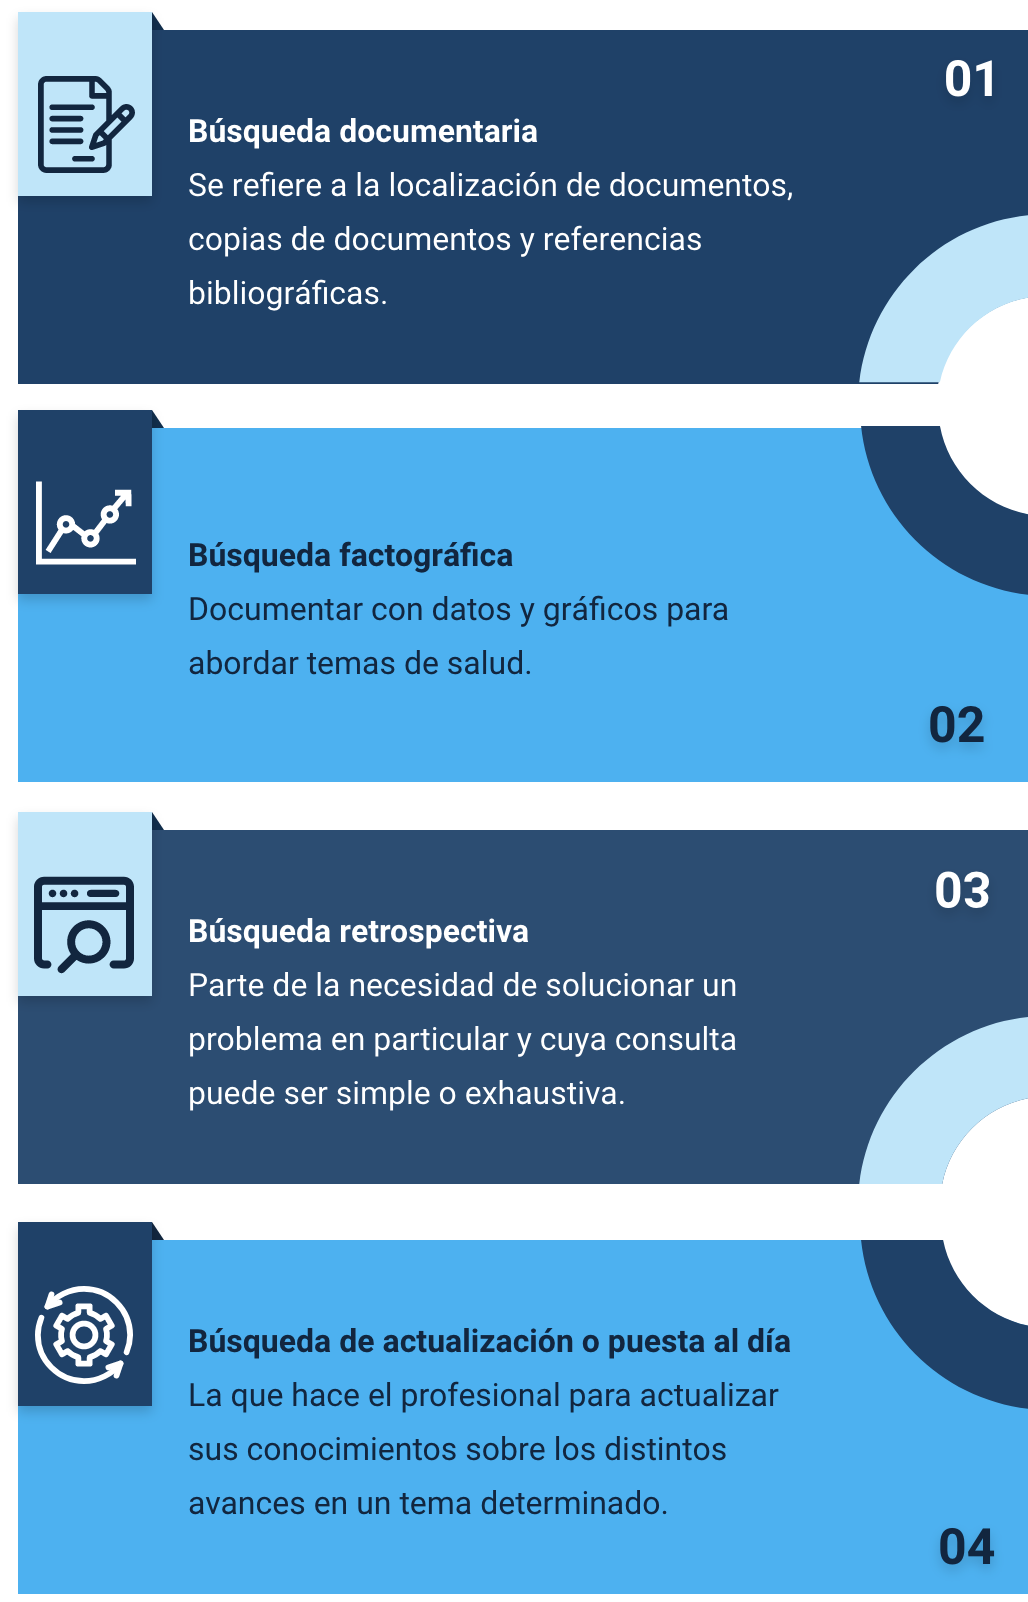 01
Búsqueda documentaria
Se refiere a la localización de documentos,
copias de documentos y referencias
bibliográficas.
Búsqueda factográfica
Documentar con datos y gráficos para
abordar temas de salud.
02
03
Búsqueda retrospectiva
Parte de la necesidad de solucionar un
problema en particular y cuya consulta
puede ser simple o exhaustiva.
Búsqueda de actualización o puesta al día
La que hace el profesional para actualizar
sus conocimientos sobre los distintos
avances en un tema determinado.
04